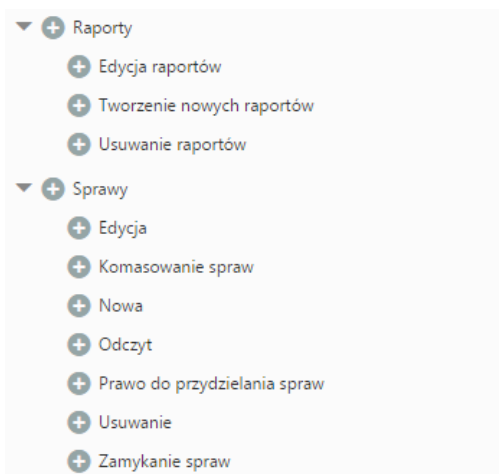 Raporty
Edycja raportów
Tworzenie nowych raportów
Usuwanie raportów
Sprawy
Edycja
Komasowanie spraw
Nowa
Odczyt
Prawo do przydzielania spraw
Usuwanie
Zamykanie spraw